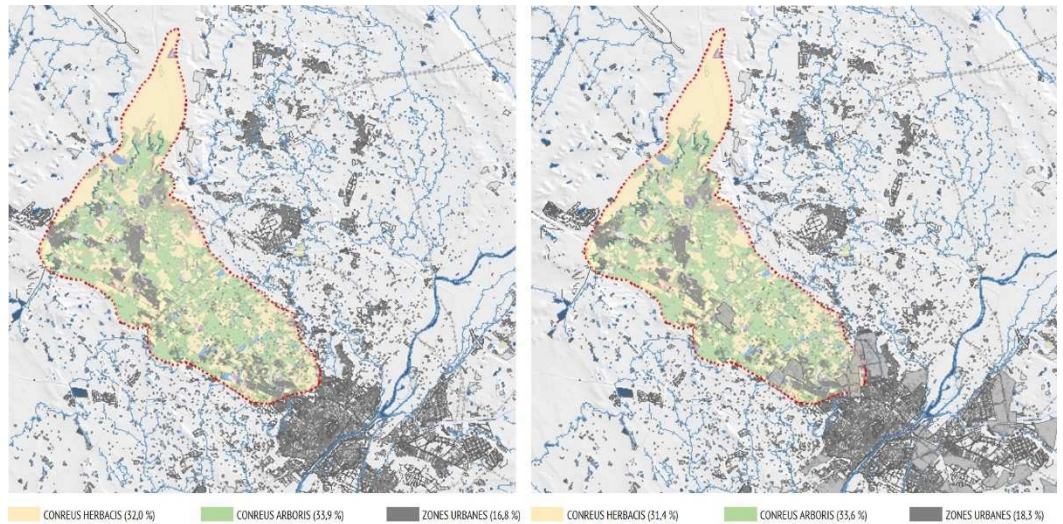 CONREUS HERBACIS (32,0 %) CONREUS ARBORIS (33,9 %) ZONES URBANES (16,8 %)
CONREUS HERBACIS (31,4 %) CONREUS ARBORIS (33,6 %) ZONES URBANES (18,3 %)